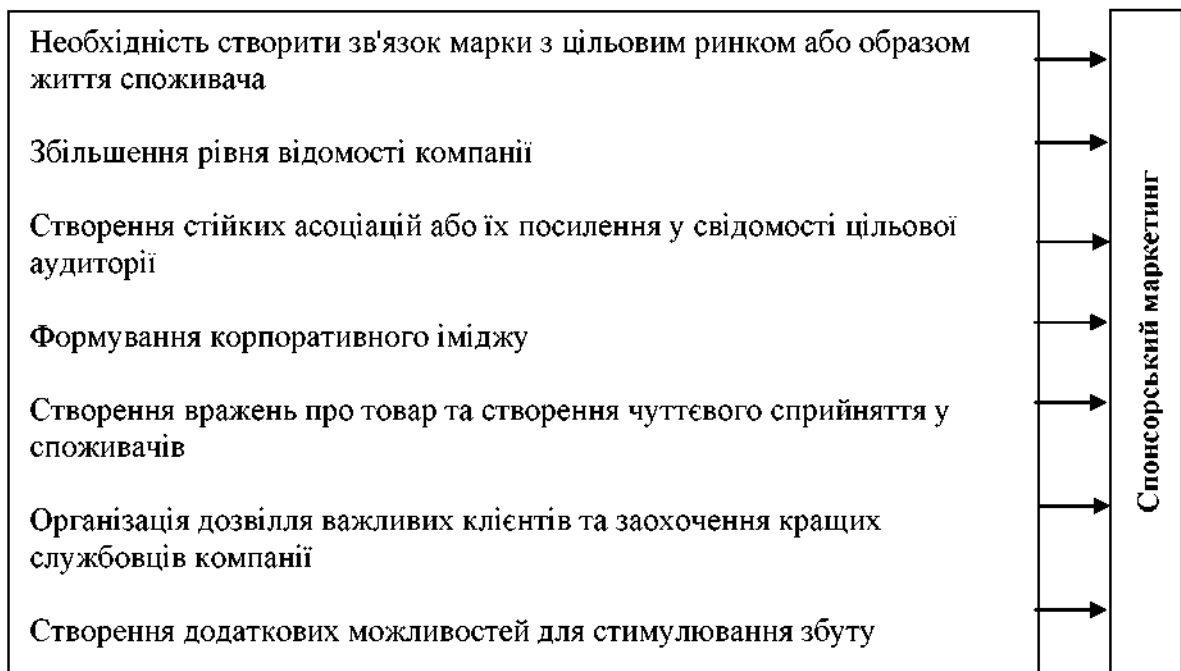 Необхідність створити зв'язок марки з цільовим ринком або образом
життя споживача
Збільшення рівня відомості компанії
Створення стійких асоціацій або їх посилення у свідомості цільової
аудиторії
Формування корпоративного іміджу
Створення вражень про товар та створення чуттєвого сприйняття у
споживачів
Організація дозвілля важливих клієнтів та заохочення кращих
службовців компанії
Створення додаткових можливостей для стимулювання збуту
Спонсорський маркетинг